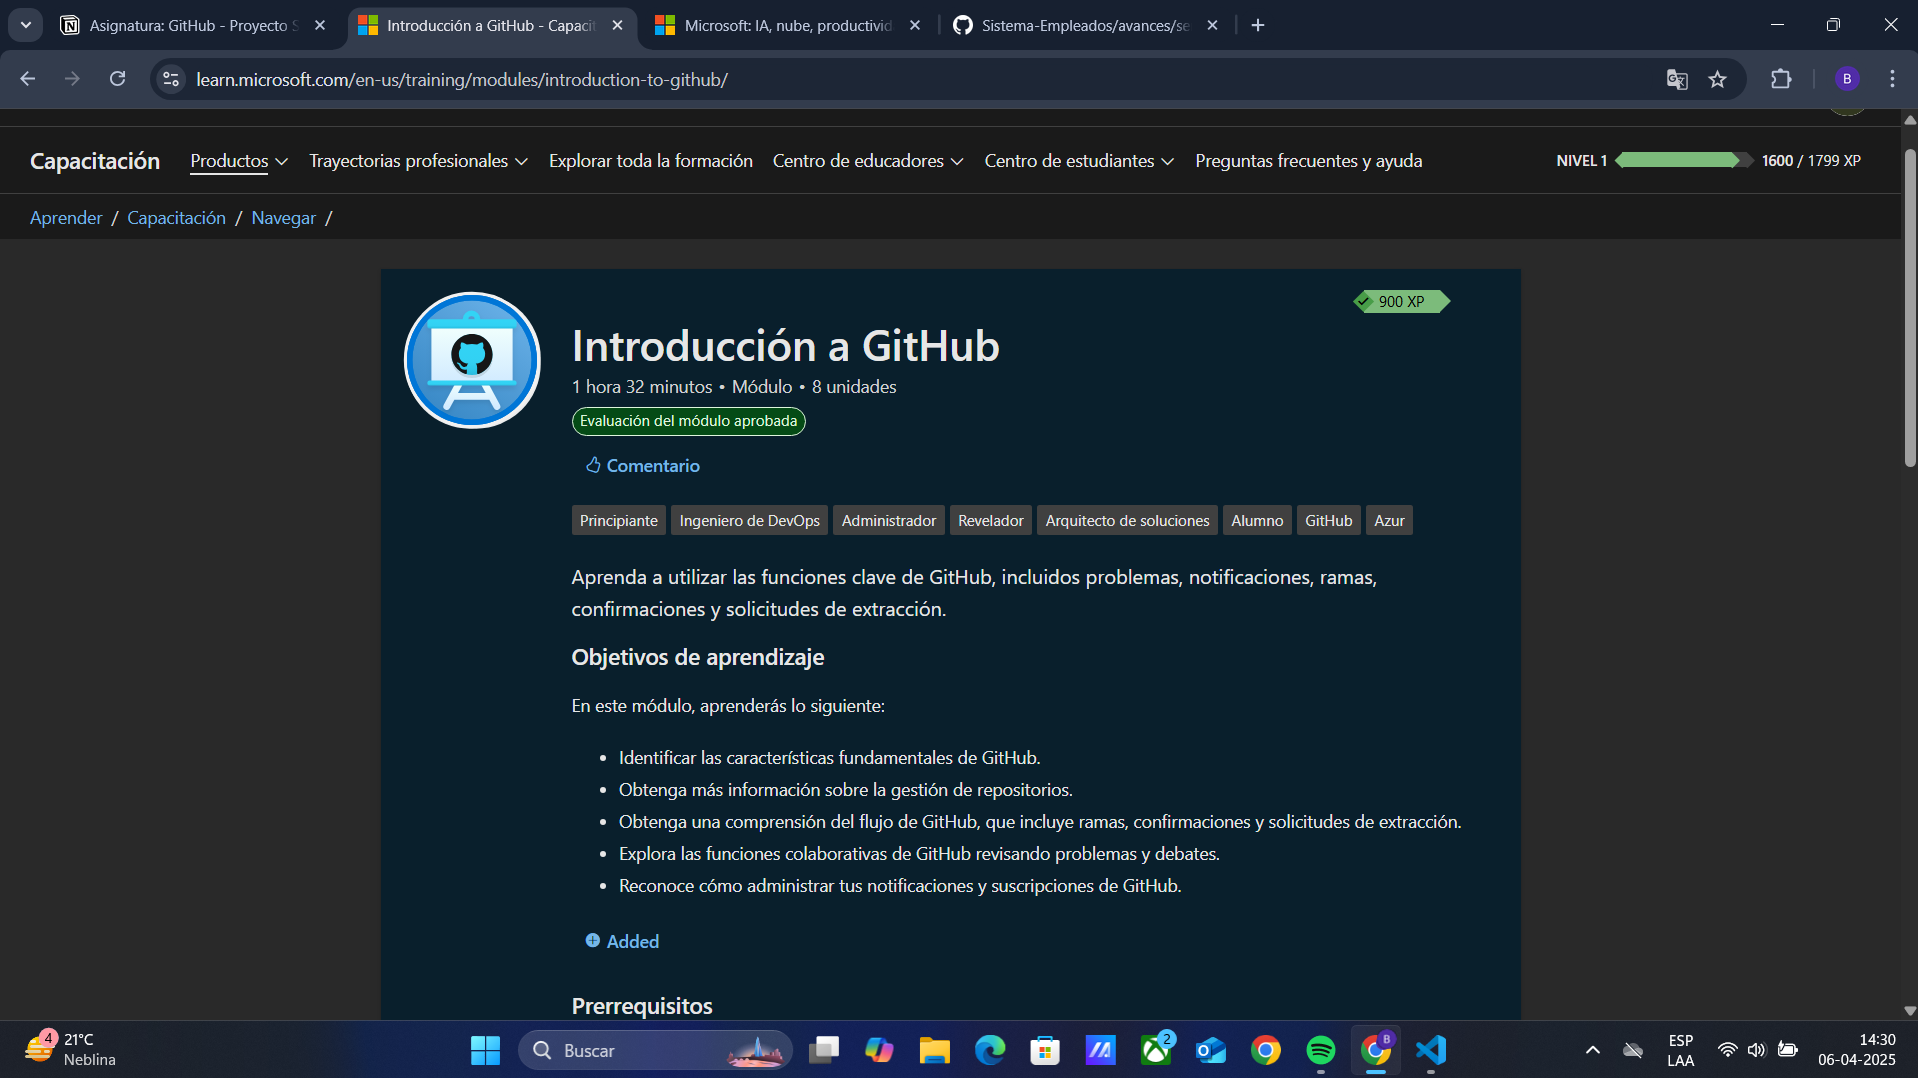 Asignatura: GitHub - Proyecto S
Introducción a GitHub - Capacit
Microsoft: IA, nube, productivid
Sistema-Empleados/avances/se
learn.microsoft.com/en-us/training/modules/introduction-to-github/
B
Capacitación
Productos
Trayectorias profesionales
Explorar toda la formación
Centro de educadores
Centro de estudiantes
Preguntas frecuentes y ayuda
NIVEL 1
1600 / 1799 XP
Aprender / Capacitación / Navegar /
900 XP
Introducción a GitHub
1 hora 32 minutos • Módulo • 8 unidades
Evaluación del módulo aprobada
Comentario
Principiante
Ingeniero de DevOps
Administrador
Revelador
Arquitecto de soluciones
Alumno
GitHub
Azur
Aprenda a utilizar las funciones clave de GitHub, incluidos problemas, notificaciones, ramas,
confirmaciones y solicitudes de extracción.
Objetivos de aprendizaje
En este módulo, aprenderás lo siguiente:
• Identificar las características fundamentales de GitHub.
• Obtenga más información sobre la gestión de repositorios.
• Obtenga una comprensión del flujo de GitHub, que incluye ramas, confirmaciones y solicitudes de extracción.
• Explora las funciones colaborativas de GitHub revisando problemas y debates.
• Reconoce cómo administrar tus notificaciones y suscripciones de GitHub.
Added
Prerrequisitos
4
21°C
Neblina
Buscar
2
B
ESP
LAA
14:30
06-04-2025